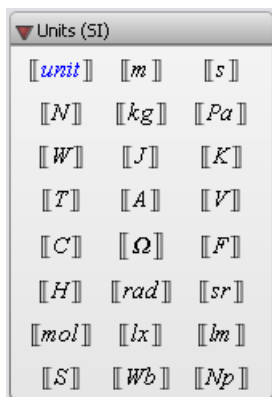 Units (SI)
⟦unit⟧ ⟦m⟧ ⟦s⟧
⟦N⟧ ⟦kg⟧ ⟦Pa⟧
⟦W⟧ ⟦J⟧ ⟦K⟧
⟦T⟧ ⟦A⟧ ⟦V⟧
⟦C⟧ ⟦Ω⟧ ⟦F⟧
⟦H⟧ ⟦rad⟧ ⟦sr⟧
⟦mol⟧ ⟦lx⟧ ⟦lm⟧
⟦S⟧ ⟦Wb⟧ ⟦Np⟧